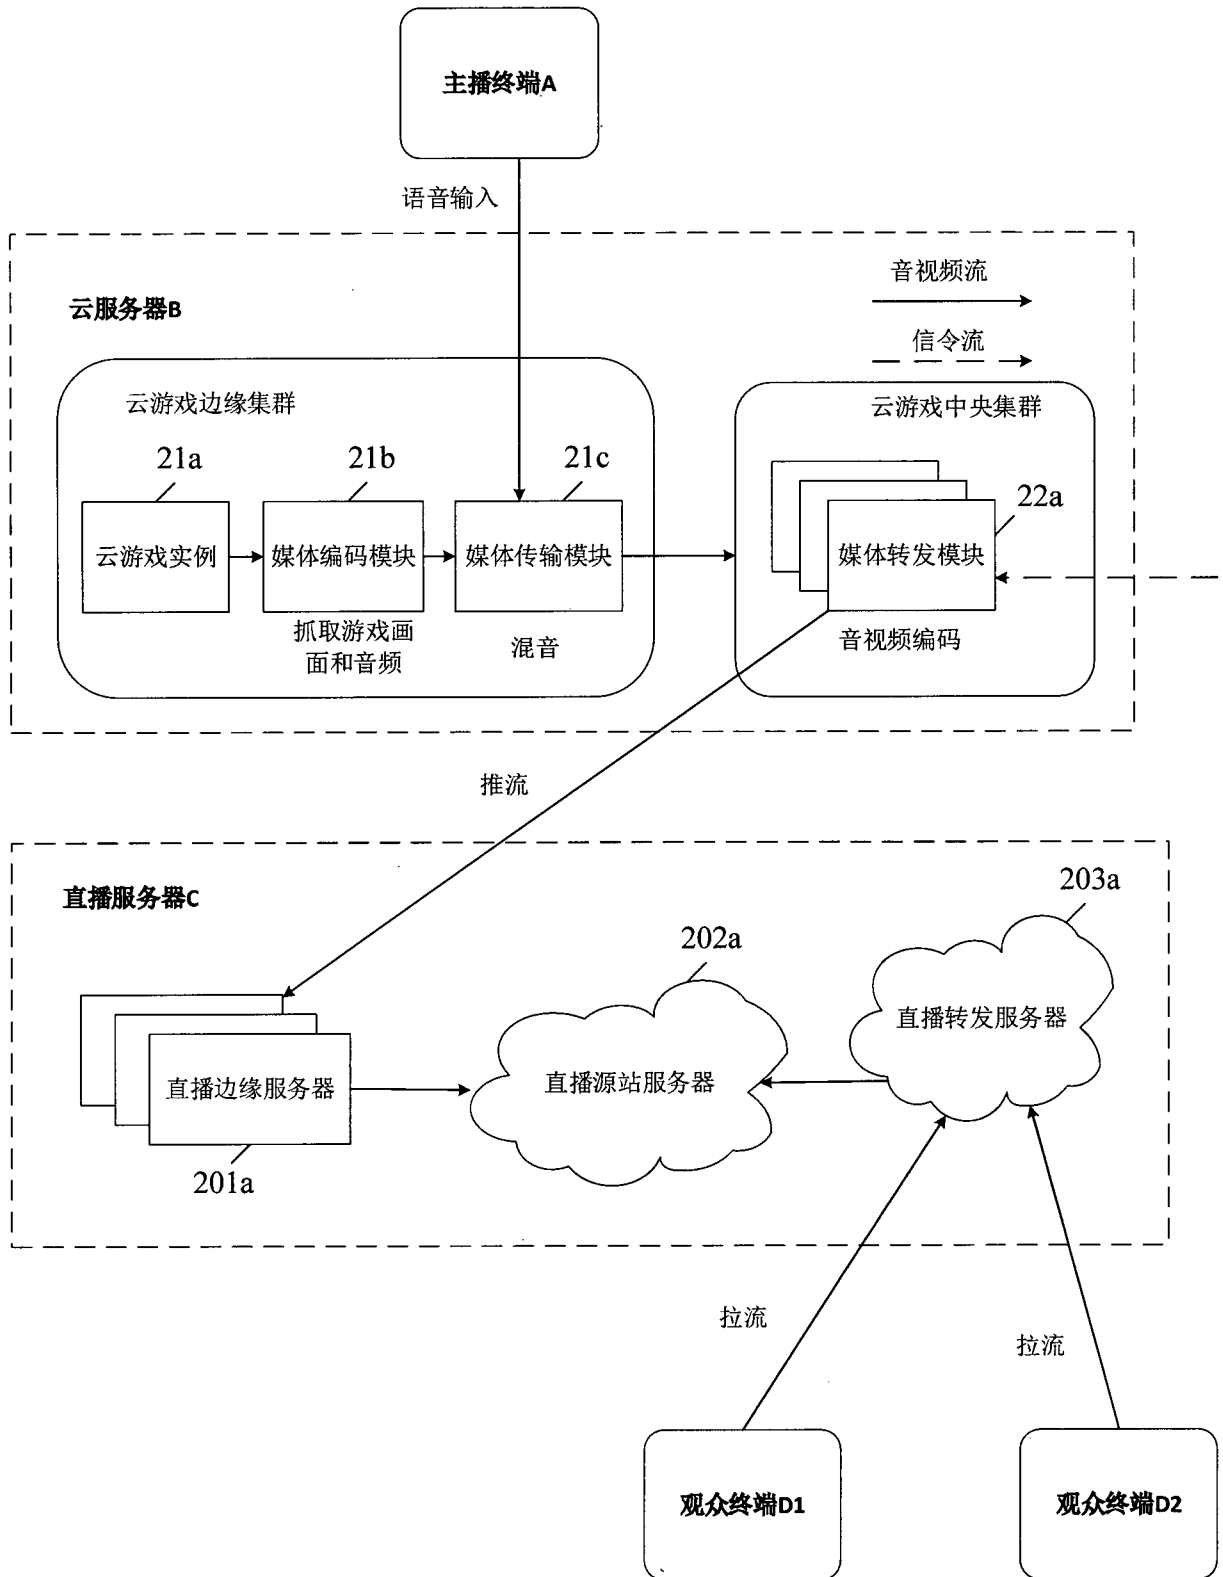 主播终端A
语音输入
音视频流
云服务器B
信令流
云游戏边缘集群
云游戏中央集群
21a
21b
21c
22a
云游戏实例
媒体编码模块
媒体传输模块
媒体转发模块
抓取游戏画
面和音频
混音
音视频编码
推流
直播服务器C
203a
202a
直播转发服务器
直播边缘服务器
直播源站服务器
201a
拉流
拉流
观众终端D1
观众终端D2